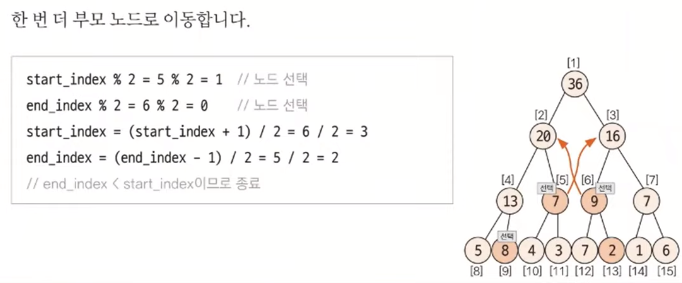 한 번 더 부모 노드로 이동합니다.
start_index % 2 = 5 % 2 = 1 // 노드 선택
end_index % 2 = 6 % 2 = 0 // 노드 선택
start_index = (start_index + 1) / 2 = 6 / 2 = 3
end_index = (end_index - 1) / 2 = 5 / 2 = 2
// end_index < start_index이므로 종료
[1]
36
[2] [3]
20 16
[4] 선택 [5] [6] 선택 [7]
13 7 9 7
선택
5 8 4 3 7 2 1 6
[8] [9] [10] [11] [12] [13] [14] [15]